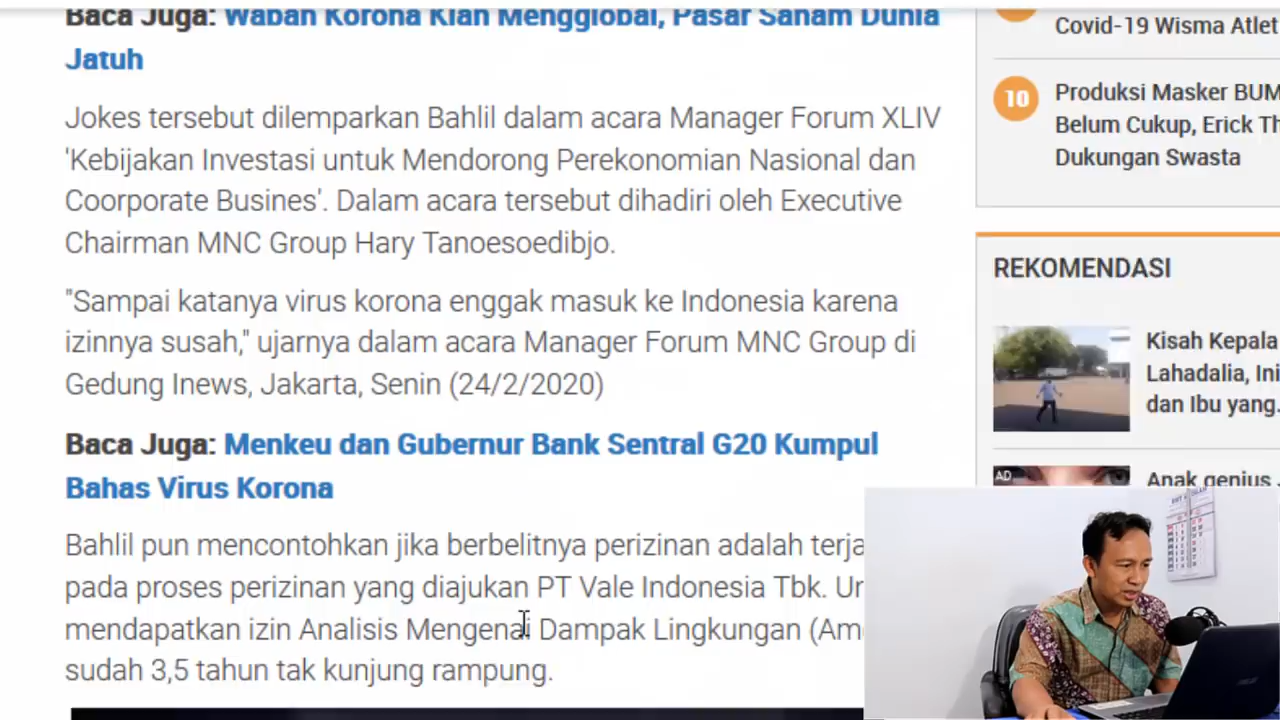 Baca Juga: Wabah Korona Kian Mengglobal, Pasar Saham Dunia
Jatuh
Jokes tersebut dilemparkan Bahlil dalam acara Manager Forum XLIV
'Kebijakan Investasi untuk Mendorong Perekonomian Nasional dan
Coorporate Busines'. Dalam acara tersebut dihadiri oleh Executive
Chairman MNC Group Hary Tanoesoedibjo.
"Sampai katanya virus korona enggak masuk ke Indonesia karena
izinnya susah," ujarnya dalam acara Manager Forum MNC Group di
Gedung Inews, Jakarta, Senin (24/2/2020)
Baca Juga: Menkeu dan Gubernur Bank Sentral G20 Kumpul
Bahas Virus Korona
Bahlil pun mencontohkan jika berbelitnya perizinan adalah terja
pada proses perizinan yang diajukan PT Vale Indonesia Tbk. Un
mendapatkan izin Analisis Mengenai Dampak Lingkungan (Am
sudah 3,5 tahun tak kunjung rampung.
Covid-19 Wisma Atlet
10
Produksi Masker BUM
Belum Cukup, Erick Th
Dukungan Swasta
REKOMENDASI
Kisah Kepala
Lahadalia, Ini
dan Ibu yang.
AD
Anak genius